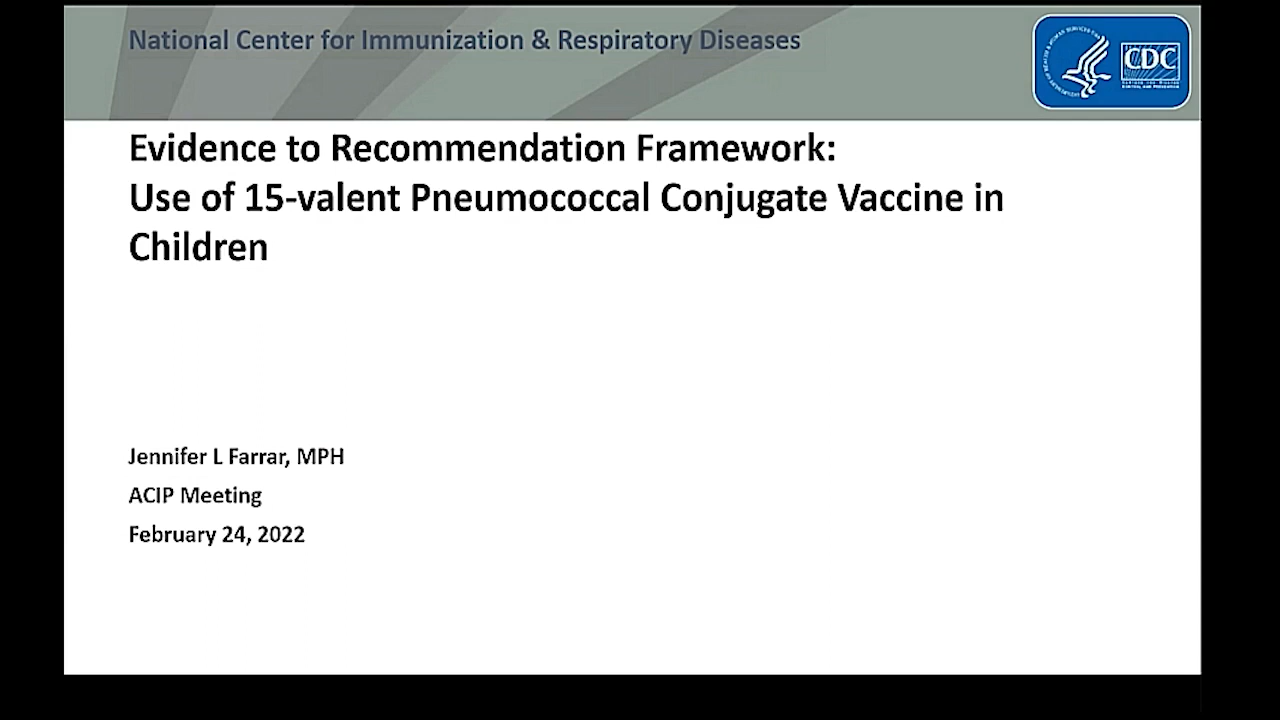 National Center for Immunization & Respiratory Diseases
CDC
Evidence to Recommendation Framework:
Use of 15-valent Pneumococcal Conjugate Vaccine in
Children
Jennifer L Farrar, MPH
ACIP Meeting
February 24, 2022